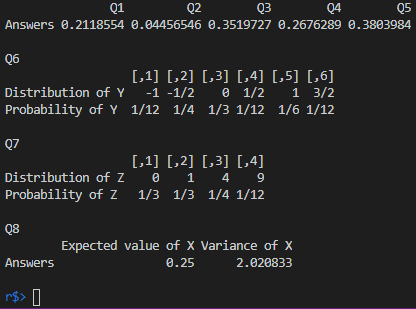 Q1 Q2 Q3 Q4 Q5
Answers 0.2118554 0.04456546 0.3519727 0.2676289 0.3803984
Q6
[,1] [,2] [,3] [,4] [,5] [,6]
Distribution of Y -1 -1/2 0 1/2 1 3/2
Probability of Y 1/12 1/4 1/3 1/12 1/6 1/12
Q7
[,1] [,2] [,3] [,4]
Distribution of Z 0 1 4 9
Probability of Z 1/3 1/3 1/4 1/12
Q8
Expected value of X Variance of X
Answers 0.25 2.020833
r$>